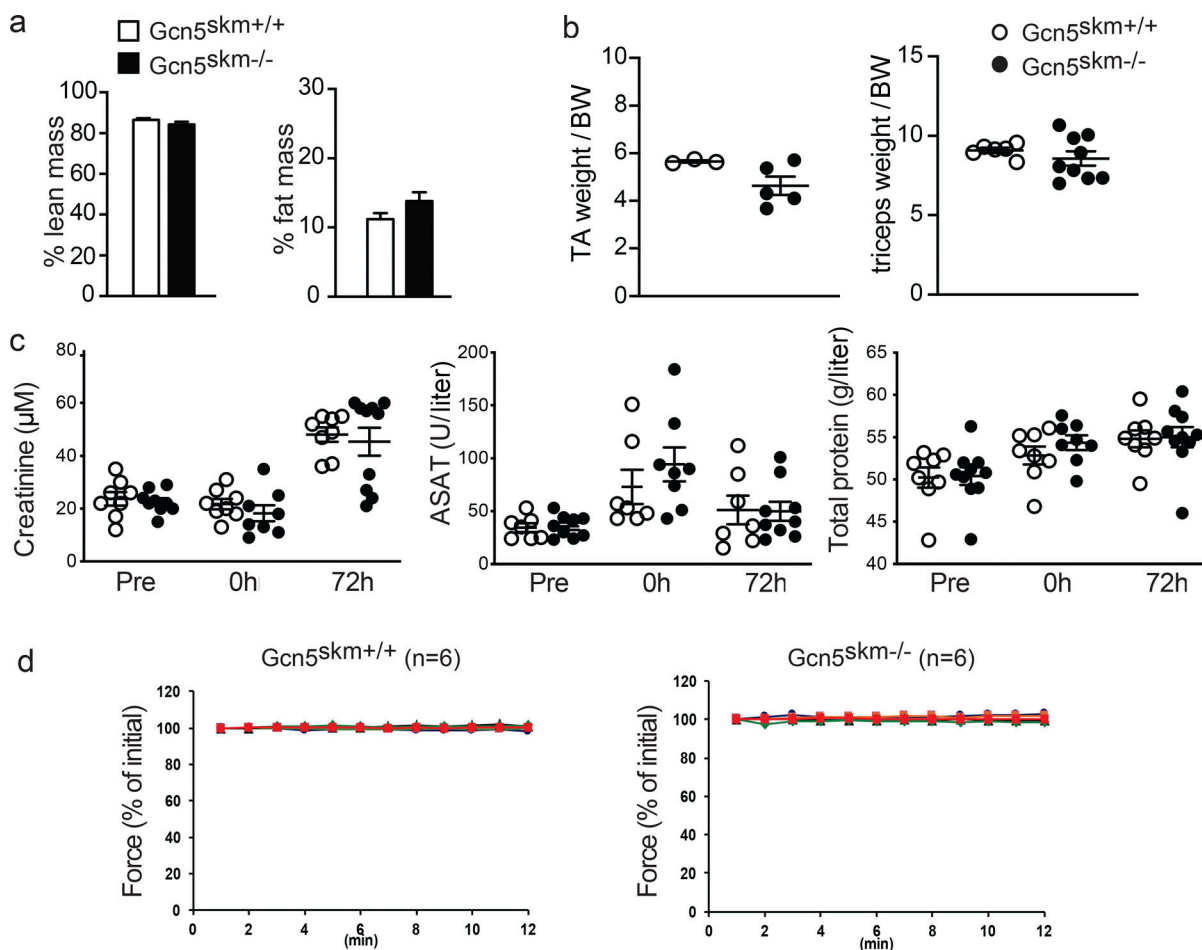 a
Gcn5skm+/+
Gcn5skm-/-
% lean mass
100
80
60
40
20
0
% fat mass
30
20
10
0
b
Gcn5skm+/+
Gcn5skm-/-
TA weight / BW
10
8
6
4
2
0
triceps weight / BW
15
10
5
0
c
Creatinine (µM)
80
60
40
20
0
Pre 0h 72h
ASAT (U/liter)
200
150
100
50
0
Pre 0h 72h
Total protein (g/liter)
65
60
55
50
45
40
Pre 0h 72h
d
Gcn5skm+/+ (n=6)
Force (% of initial)
120
100
80
60
40
20
0
0 2 4 6 8 10 12
(min)
Gcn5skm-/- (n=6)
Force (% of initial)
120
100
80
60
40
20
0
0 2 4 6 8 10 12
(min)